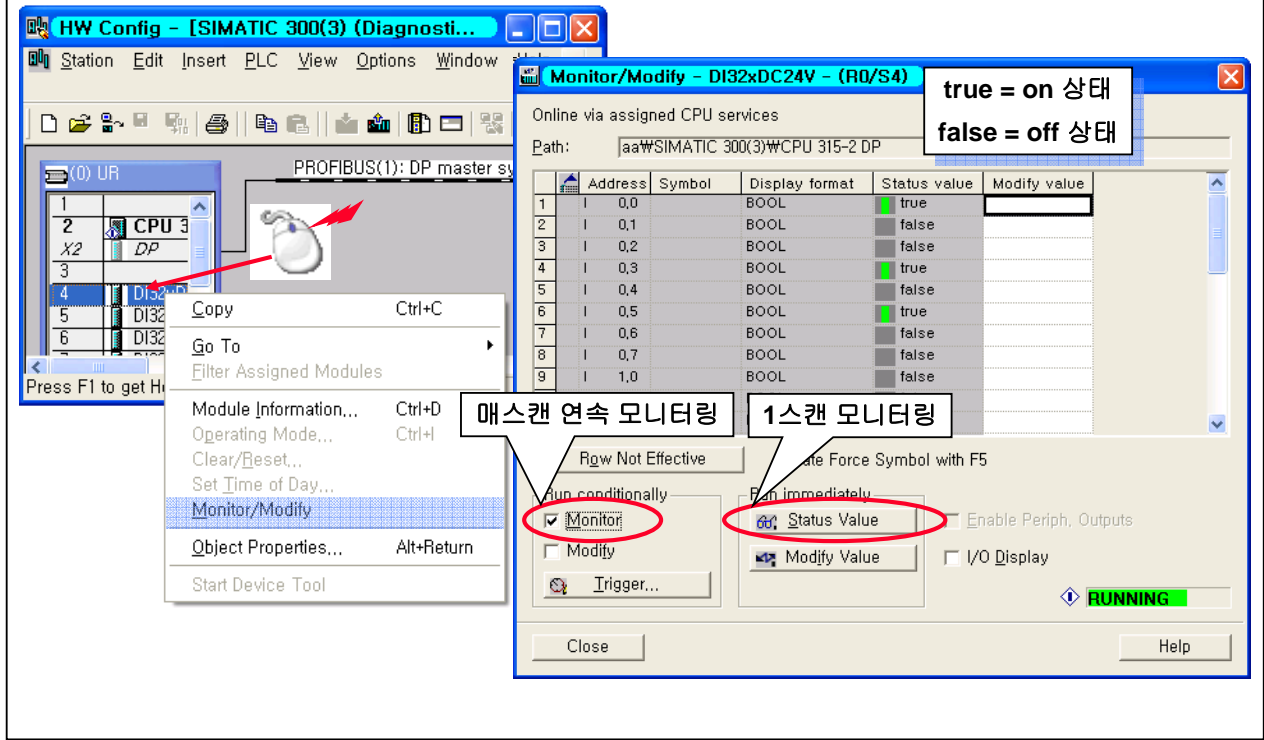 HW Config - [SIMATIC 300(3) (Diagnosti...
Station Edit Insert PLC View Options Window
(0) UR
PROFIBUS(1): DP master sy
1
2 CPU 3
X2 DP
3
4 DI32xD
5 DI32
6 DI32
Press F1 to get H
Copy Ctrl+C
Go To
Filter Assigned Modules
Module Information... Ctrl+D
Operating Mode... Ctrl+I
Clear/Reset...
Set Time of Day...
Monitor/Modify
Object Properties... Alt+Return
Start Device Tool
Monitor/Modify - DI32xDC24V - (R0/S4)
true = on 상태
false = off 상태
Online via assigned CPU services
Path: aa₩SIMATIC 300(3)₩CPU 315-2 DP
Address Symbol Display format Status value Modify value
1 I 0.0 BOOL true
2 I 0.1 BOOL false
3 I 0.2 BOOL false
4 I 0.3 BOOL true
5 I 0.4 BOOL false
6 I 0.5 BOOL true
7 I 0.6 BOOL false
8 I 0.7 BOOL false
9 I 1.0 BOOL false
매스캔 연속 모니터링
1스캔 모니터링
Row Not Effective
Force Symbol with F5
Run conditionally
Run immediately
Monitor
Status Value
Enable Periph. Outputs
Modify
Modify Value
I/O Display
Trigger...
RUNNING
Close
Help